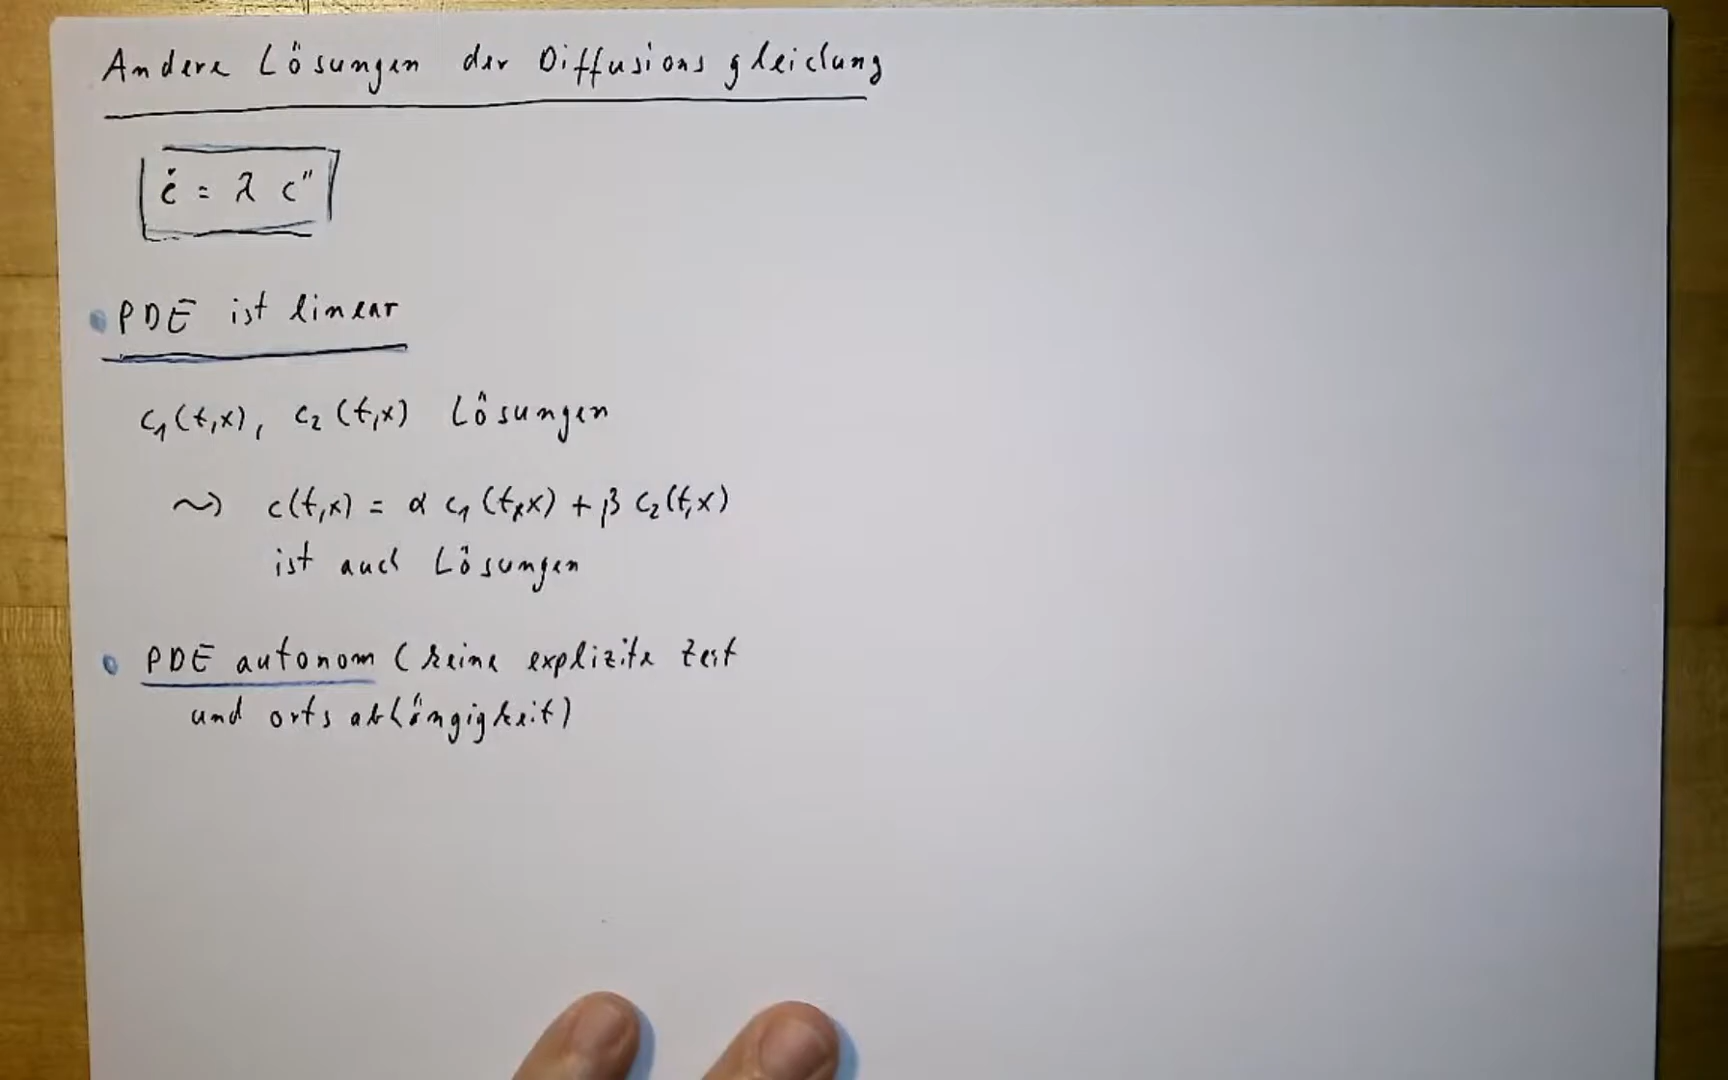 Andere Lösungen der Diffusionsgleichung
ċ = λ c"
• PDE ist linear
c₁(t,x), c₂(t,x) Lösungen
⇝ c(t,x) = α c₁(t,x) + β c₂(t,x)
ist auch Lösungen
• PDE autonom (keine explizite Zeit
und ortsabhängigkeit)